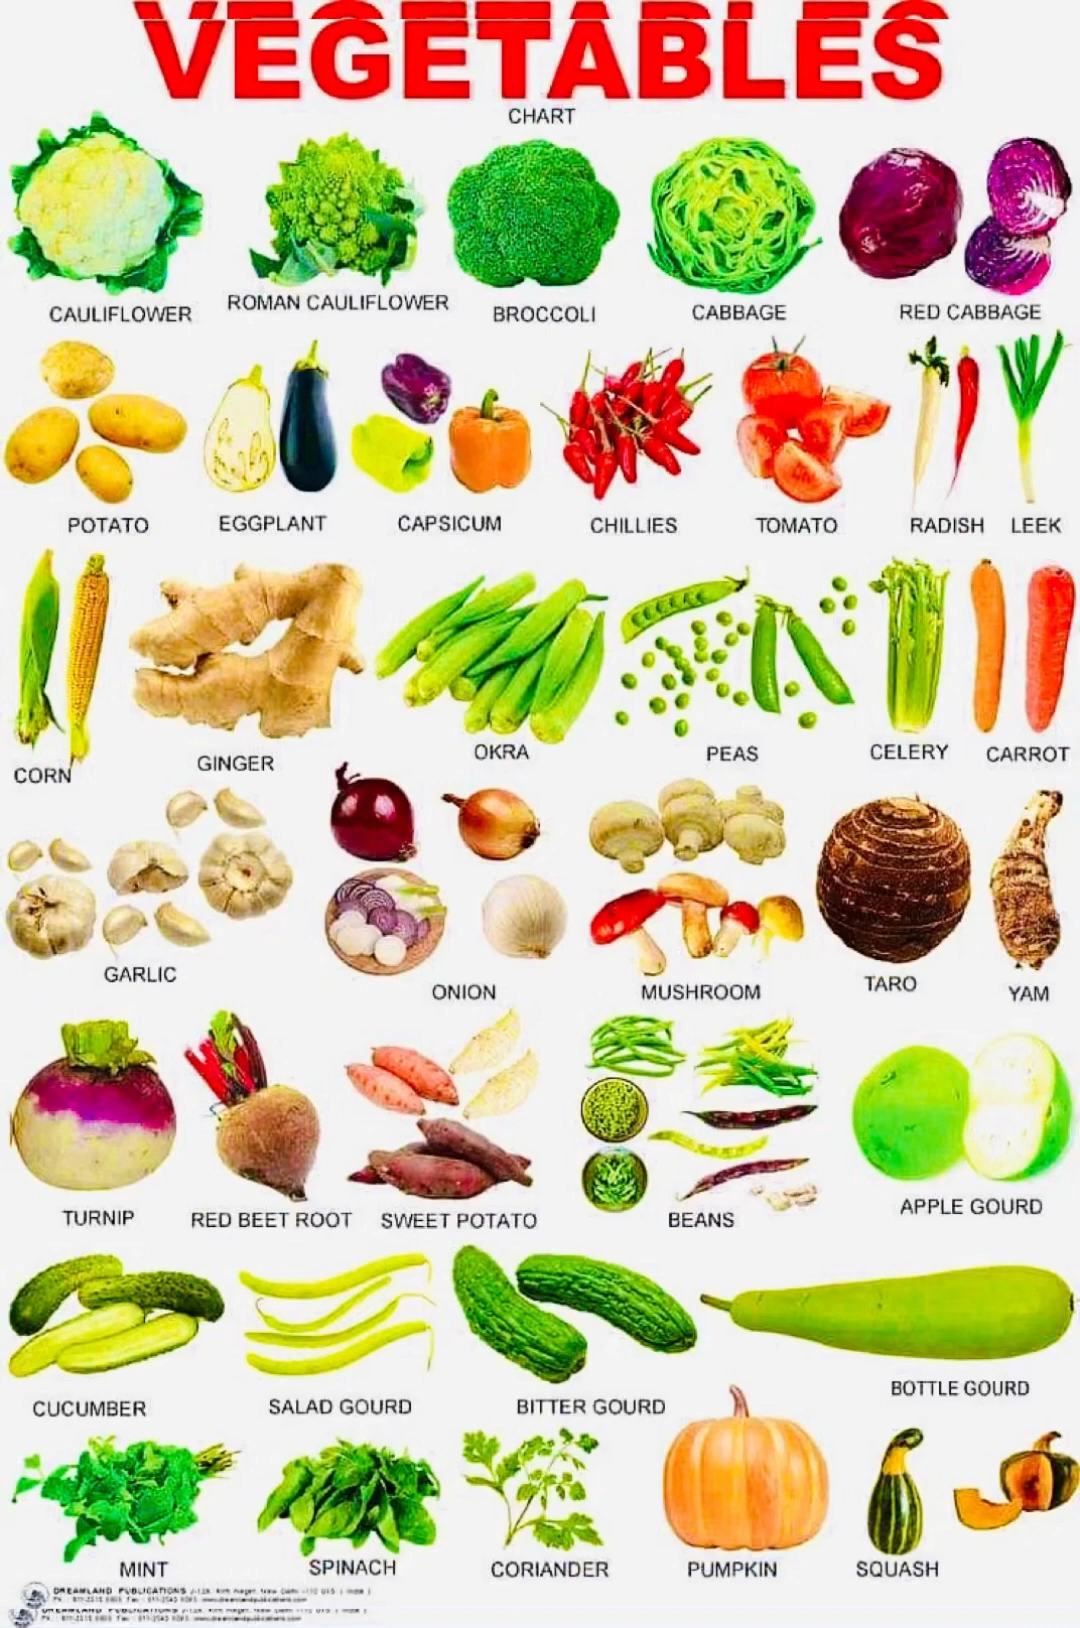 VEGETABLES
CHART
CAULIFLOWER
ROMAN CAULIFLOWER
BROCCOLI
CABBAGE
RED CABBAGE
POTATO
EGGPLANT
CAPSICUM
CHILLIES
TOMATO
RADISH
LEEK
CORN
GINGER
OKRA
PEAS
CELERY
CARROT
GARLIC
ONION
MUSHROOM
TARO
YAM
TURNIP
RED BEET ROOT
SWEET POTATO
BEANS
APPLE GOURD
CUCUMBER
SALAD GOURD
BITTER GOURD
BOTTLE GOURD
MINT
SPINACH
CORIANDER
PUMPKIN
SQUASH
DREAMLAND PUBLICATIONS
DREAMLAND PUBLICATIONS